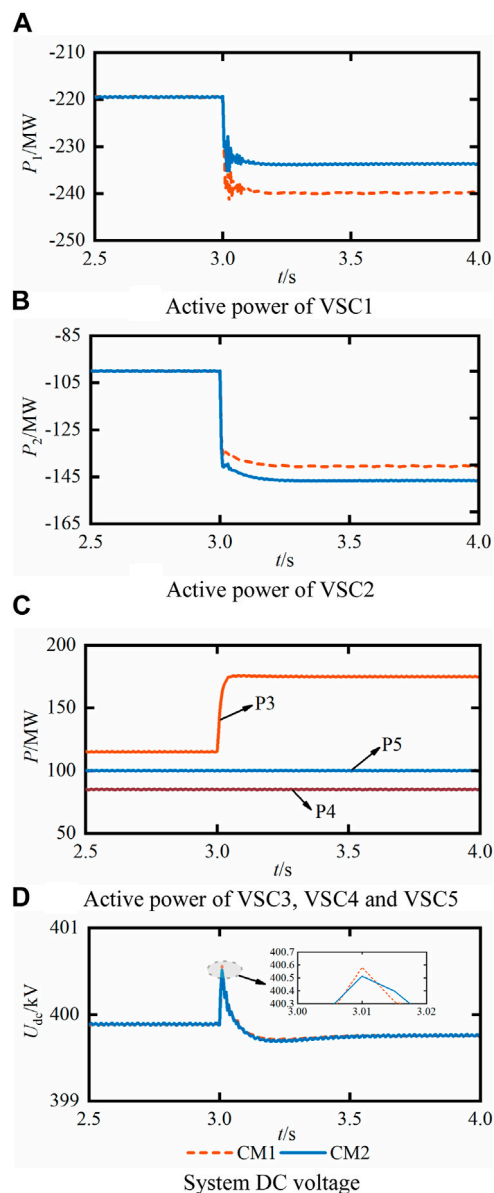 A
-210
-220
-230
-240
-250
P1/MW
2.5 3.0 3.5 4.0
t/s
Active power of VSC1
B
-85
-105
-125
-145
-165
P2/MW
2.5 3.0 3.5 4.0
t/s
Active power of VSC2
C
200
150
100
50
P/MW
P3
P5
P4
2.5 3.0 3.5 4.0
t/s
Active power of VSC3, VSC4 and VSC5
D
401
400
399
Udc/kV
400.7
400.6
400.5
400.4
400.3
3.00 3.01 3.02
2.5 3.0 3.5 4.0
t/s
CM1 CM2
System DC voltage